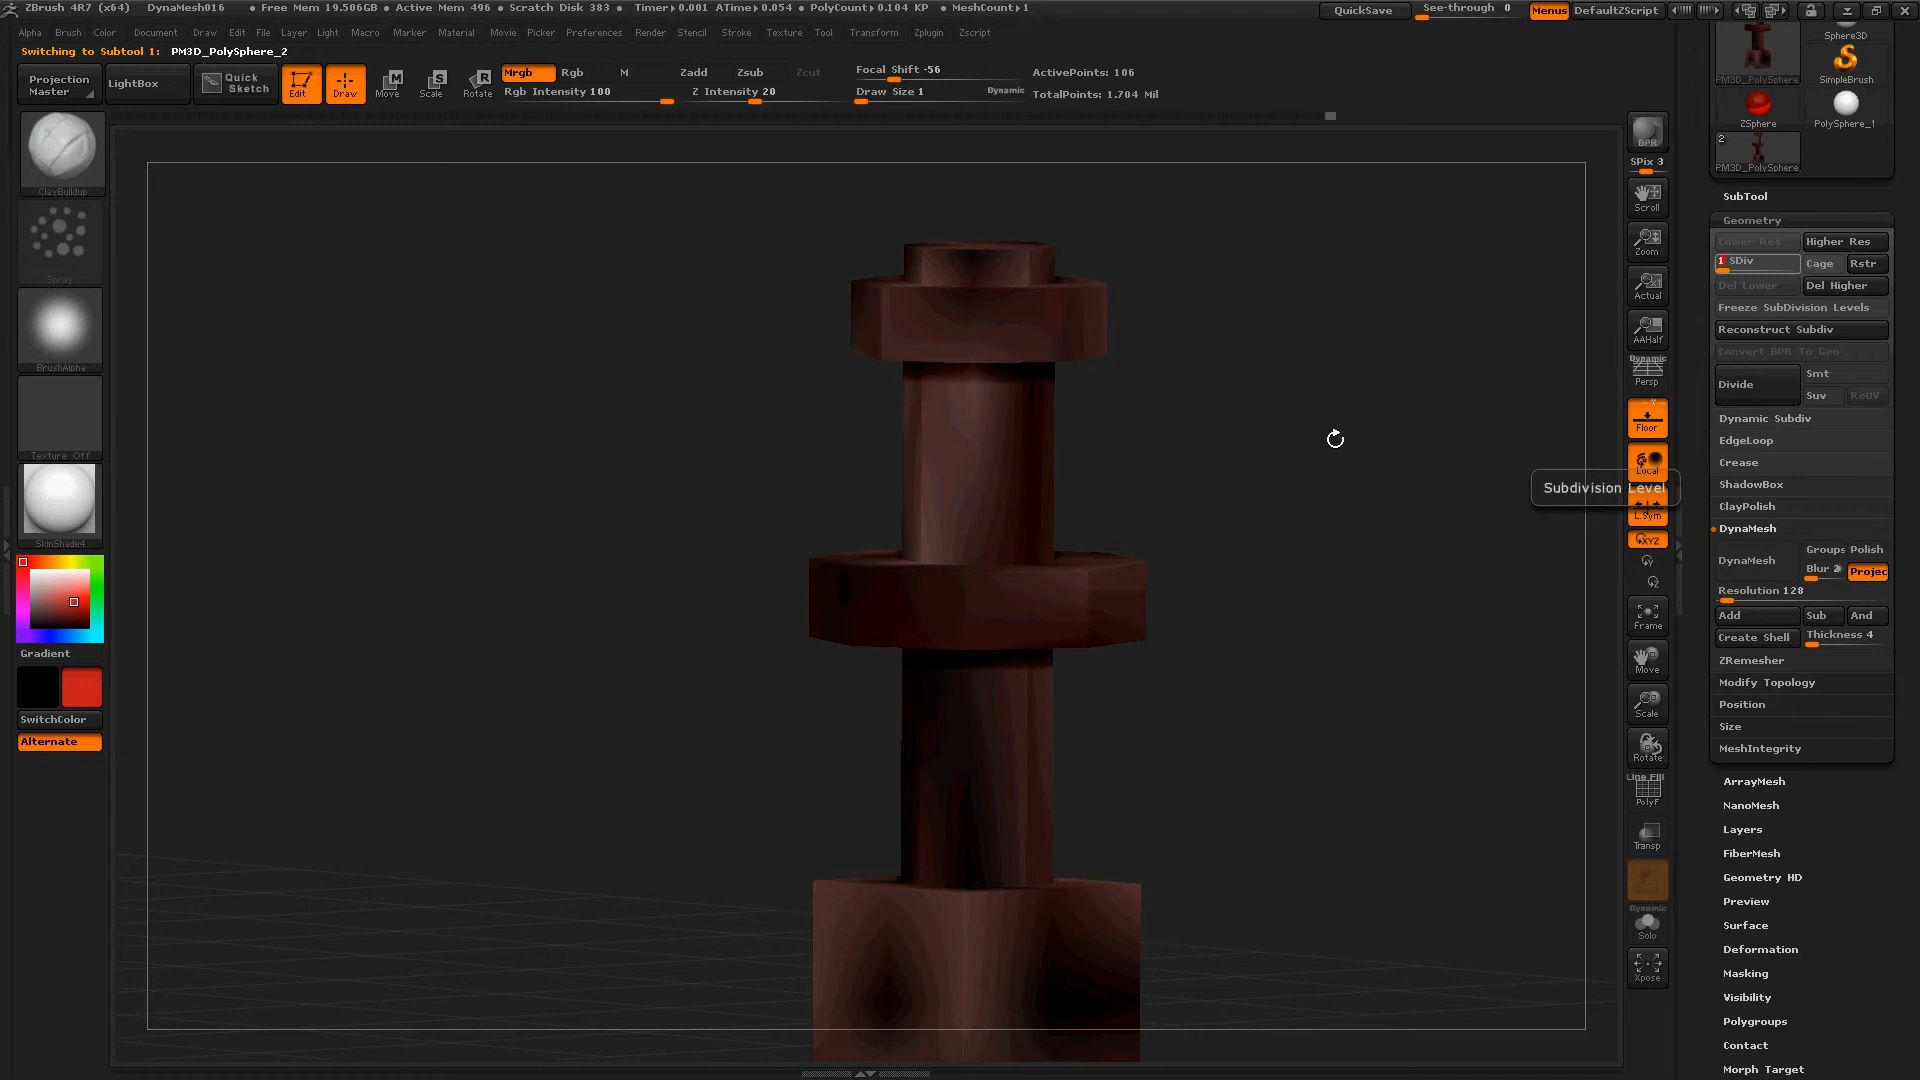 ZBrush 4R7 (x64) DynaMesh016 • Free Mem 19.506GB • Active Mem 496 • Scratch Disk 383 • Timer▸0.001 ATime▸0.054 • PolyCount▸0.104 KP • MeshCount▸1 QuickSave See-through 0 Menus DefaultZScript
Alpha Brush Color Document Draw Edit File Layer Light Macro Marker Material Movie Picker Preferences Render Stencil Stroke Texture Tool Transform Zplugin Zscript
Switching to Subtool 1: PM3D_PolySphere_2
Projection Master
LightBox
Quick Sketch
Edit
Draw
Move
Scale
Rotate
Mrgb Rgb M Zadd Zsub Zcut
Rgb Intensity 100 Z Intensity 20
Focal Shift -56
Draw Size 1 Dynamic
ActivePoints: 106
TotalPoints: 1.704 Mil
ClayBuildup
Spray
BrushAlpha
Texture Off
SkinShade4
Gradient
SwitchColor
Alternate
BPR
SPix 3
Scroll
Zoom
Actual
AAHalf
Dynamic
Persp
Floor
Local
Subdivision Level
L.Sym
XYZ
Y
Z
Frame
Move
Scale
Rotate
Line Fill
PolyF
Transp
Ghost
Dynamic
Solo
Xpose
Sphere3D
PM3D_PolySphere
SimpleBrush
ZSphere
PolySphere_1
2
PM3D_PolySphere
SubTool
Geometry
Lower Res Higher Res
1 SDiv Cage Rstr
Del Lower Del Higher
Freeze SubDivision Levels
Reconstruct Subdiv
Convert BPR To Geo
Divide Smt
Suv ReUV
Dynamic Subdiv
EdgeLoop
Crease
ShadowBox
ClayPolish
DynaMesh
DynaMesh Groups Polish
Blur 2 Projec
Resolution 128
Add Sub And
Create Shell Thickness 4
ZRemesher
Modify Topology
Position
Size
MeshIntegrity
ArrayMesh
NanoMesh
Layers
FiberMesh
Geometry HD
Preview
Surface
Deformation
Masking
Visibility
Polygroups
Contact
Morph Target